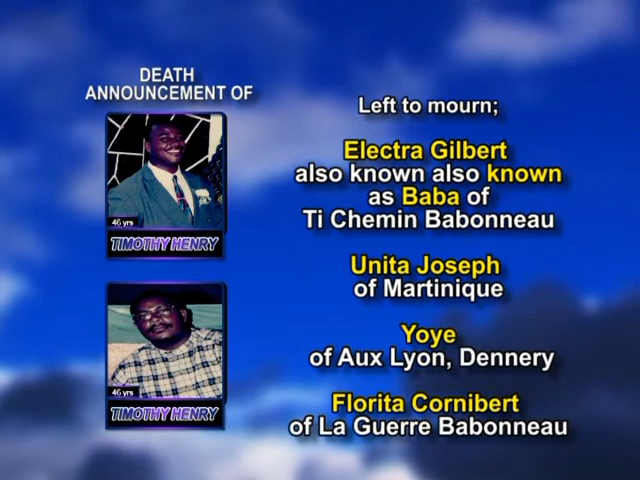 DEATH
ANNOUNCEMENT OF
46 yrs
TIMOTHY HENRY
46 yrs
TIMOTHY HENRY
Left to mourn;
Electra Gilbert
also known also known
as Baba of
Ti Chemin Babonneau
Unita Joseph
of Martinique
Yoye
of Aux Lyon, Dennery
Florita Cornibert
of La Guerre Babonneau